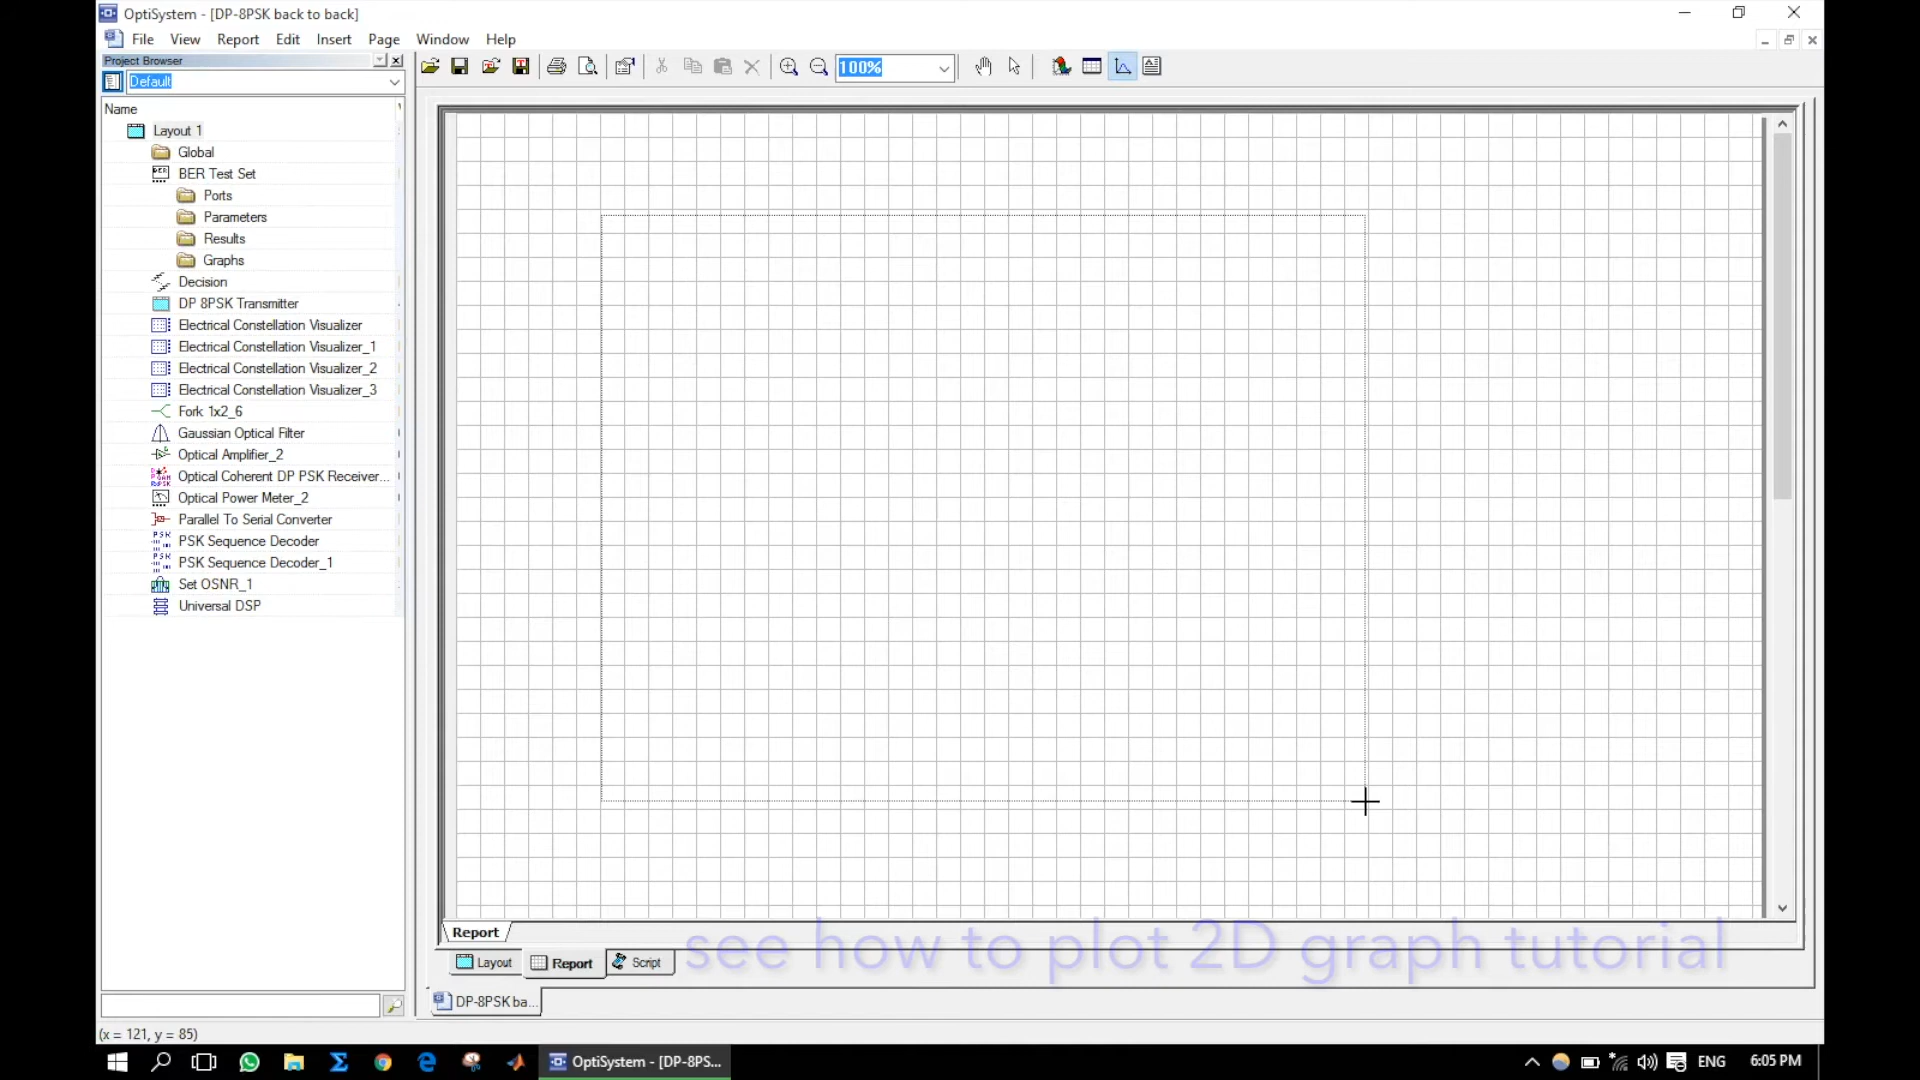 OptiSystem - [DP-8PSK back to back]
File View Report Edit Insert Page Window Help
Project Browser
Default
100%
Name
Layout 1
Global
BER Test Set
Ports
Parameters
Results
Graphs
Decision
DP 8PSK Transmitter
Electrical Constellation Visualizer
Electrical Constellation Visualizer_1
Electrical Constellation Visualizer_2
Electrical Constellation Visualizer_3
Fork 1x2_6
Gaussian Optical Filter
Optical Amplifier_2
Optical Coherent DP PSK Receiver...
Optical Power Meter_2
Parallel To Serial Converter
PSK Sequence Decoder
PSK Sequence Decoder_1
Set OSNR_1
Universal DSP
Report
Layout Report Script
see how to plot 2D graph tutorial
DP-8PSK ba...
(x = 121, y = 85)
OptiSystem - [DP-8PS...
ENG
6:05 PM